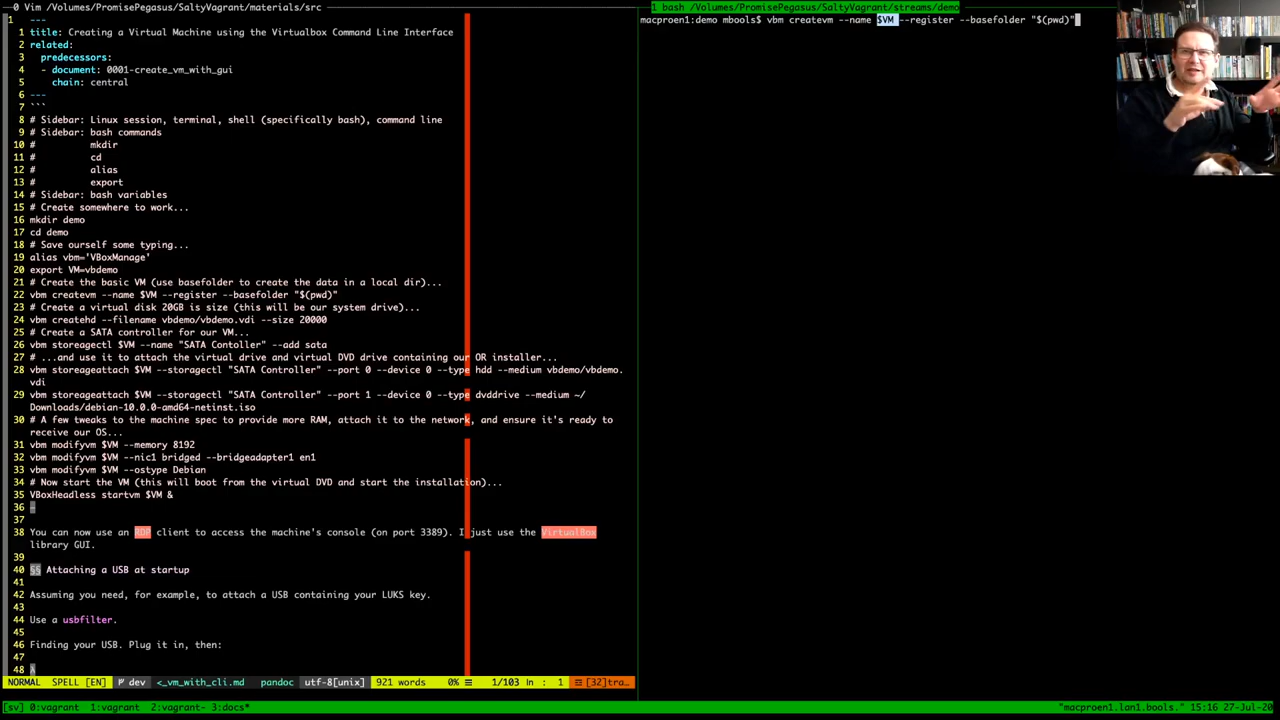 0 Vim /Volumes/PromisePegasus/SaltyVagrant/materials/src
1 ---
1 title: Creating a Virtual Machine using the Virtualbox Command Line Interface
2 related:
3 predecessors:
4 - document: 0001-create_vm_with_gui
5 chain: central
6 ---
7 ```
8 # Sidebar: Linux session, terminal, shell (specifically bash), command line
9 # Sidebar: bash commands
10 # mkdir
11 # cd
12 # alias
13 # export
14 # Sidebar: bash variables
15 # Create somewhere to work...
16 mkdir demo
17 cd demo
18 # Save ourself some typing...
19 alias vbm='VBoxManage'
20 export VM=vbdemo
21 # Create the basic VM (use basefolder to create the data in a local dir)...
22 vbm createvm --name $VM --register --basefolder "$(pwd)"
23 # Create a virtual disk 20GB is size (this will be our system drive)...
24 vbm createhd --filename vbdemo/vbdemo.vdi --size 20000
25 # Create a SATA controller for our VM...
26 vbm storagectl $VM --name "SATA Contoller" --add sata
27 # ...and use it to attach the virtual drive and virtual DVD drive containing our OR installer...
28 vbm storageattach $VM --storagectl "SATA Controller" --port 0 --device 0 --type hdd --medium vbdemo/vbdemo.
vdi
29 vbm storageattach $VM --storagectl "SATA Controller" --port 1 --device 0 --type dvddrive --medium ~/
Downloads/debian-10.0.0-amd64-netinst.iso
30 # A few tweaks to the machine spec to provide more RAM, attach it to the network, and ensure it's ready to
receive our OS...
31 vbm modifyvm $VM --memory 8192
32 vbm modifyvm $VM --nic1 bridged --bridgeadapter1 en1
33 vbm modifyvm $VM --ostype Debian
34 # Now start the VM (this will boot from the virtual DVD and start the installation)...
35 VBoxHeadless startvm $VM &
36
37
38 You can now use an RDP client to access the machine's console (on port 3389). I just use the VirtualBox
library GUI.
39
40 §§ Attaching a USB at startup
41
42 Assuming you need, for example, to attach a USB containing your LUKS key.
43
44 Use a usbfilter.
45
46 Finding your USB. Plug it in, then:
47
48 λ
NORMAL SPELL [EN] dev <_vm_with_cli.md pandoc utf-8[unix] 921 words 0% ☰ 1/103 ln : 1 [32]tra…
1 bash /Volumes/PromisePegasus/SaltyVagrant/streams/demo
macproen1:demo mbools$ vbm createvm --name $VM --register --basefolder "$(pwd)"
[sv] 0:vagrant 1:vagrant 2:vagrant- 3:docs* "macproen1.lan1.bools." 15:16 27-Jul-20